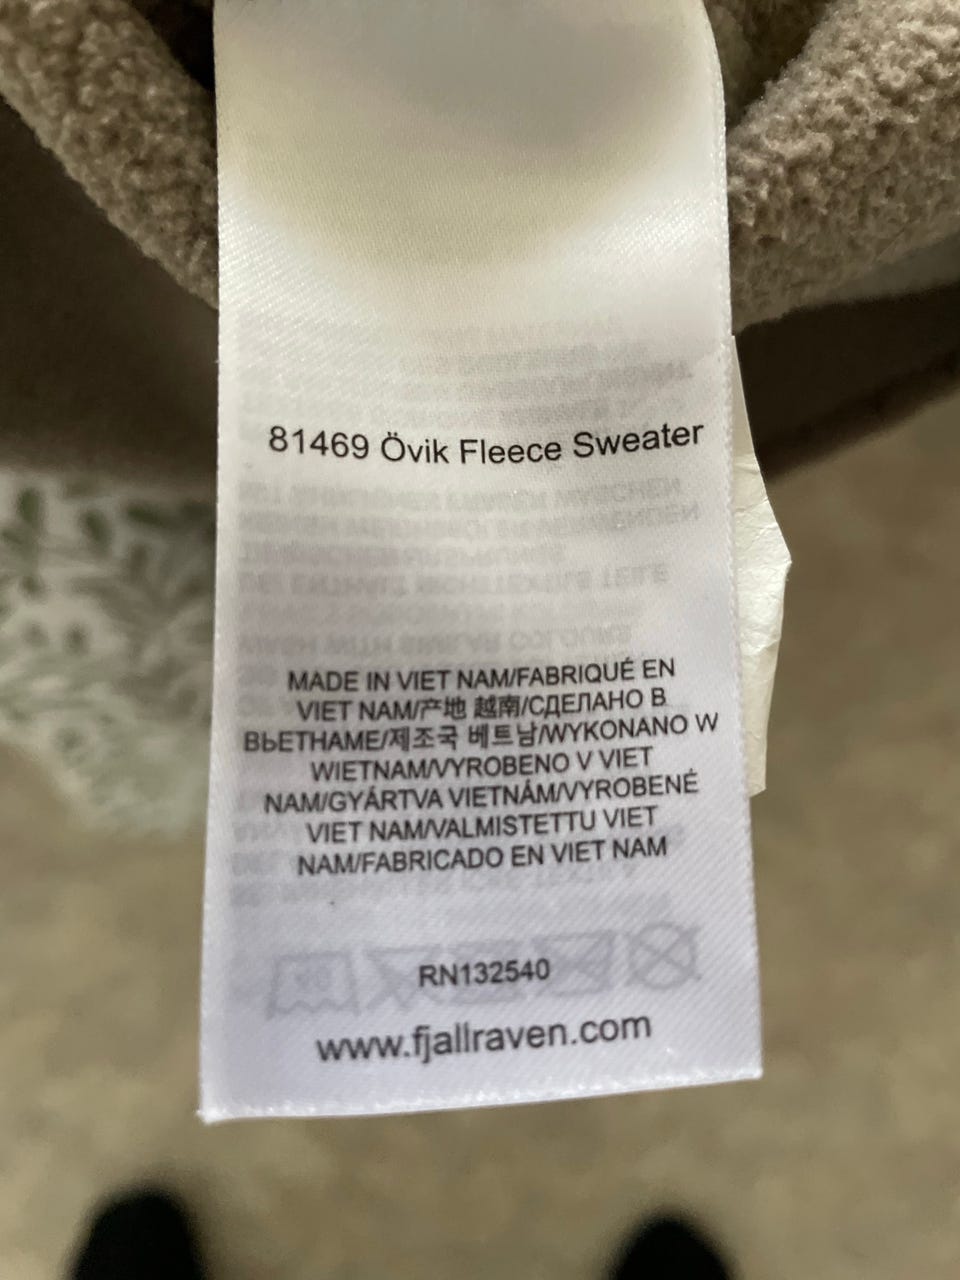 81469 Övik Fleece Sweater
MADE IN VIET NAM/FABRIQUÉ EN
VIET NAM/产地 越南/СДЕЛАНО В
ВЬЕТНАМЕ/제조국 베트남/WYKONANO W
WIETNAM/VYROBENO V VIET
NAM/GYÁRTVA VIETNÁM/VYROBENÉ
VIET NAM/VALMISTETTU VIET
NAM/FABRICADO EN VIET NAM
RN132540
www.fjallraven.com